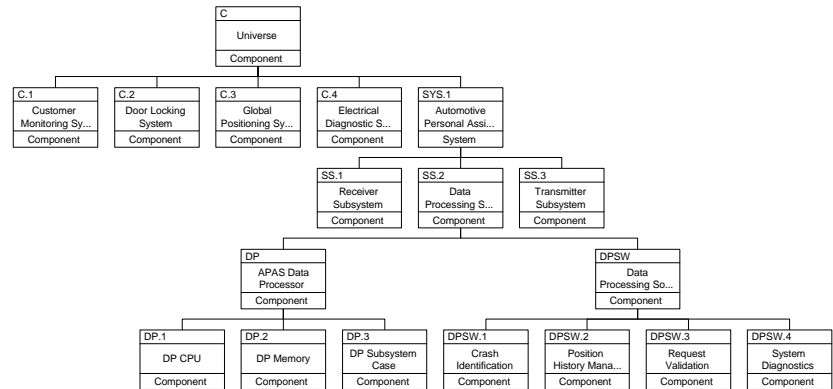 C
Universe
Component
C.1
Customer
Monitoring Sy...
Component
C.2
Door Locking
System
Component
C.3
Global
Positioning Sy...
Component
C.4
Electrical
Diagnostic S...
Component
SYS.1
Automotive
Personal Assi...
System
SS.1
Receiver
Subsystem
Component
SS.2
Data
Processing S...
Component
SS.3
Transmitter
Subsystem
Component
DP
APAS Data
Processor
Component
DPSW
Data
Processing So...
Component
DP.1
DP CPU
Component
DP.2
DP Memory
Component
DP.3
DP Subsystem
Case
Component
DPSW.1
Crash
Identification
Component
DPSW.2
Position
History Mana...
Component
DPSW.3
Request
Validation
Component
DPSW.4
System
Diagnostics
Component